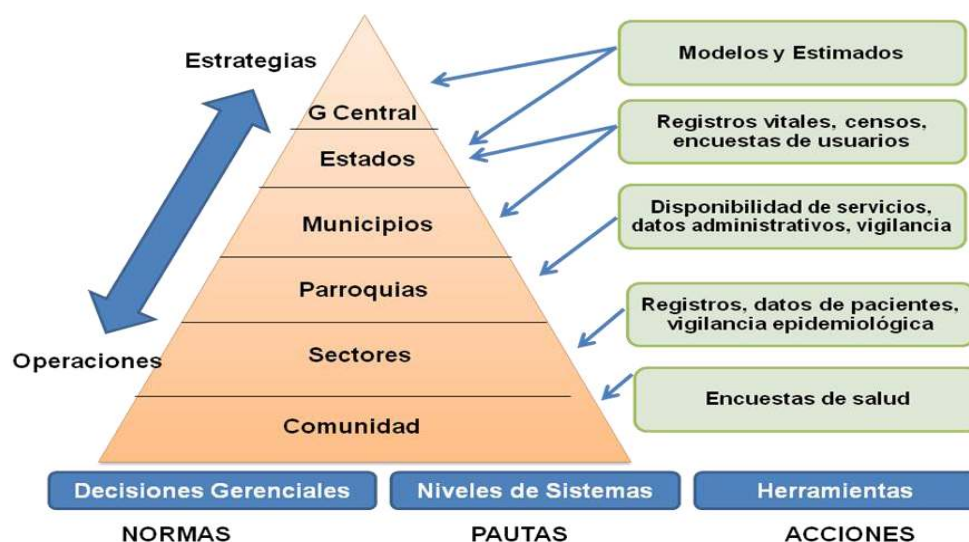 Estrategias
Operaciones
G Central
Estados
Municipios
Parroquias
Sectores
Comunidad
Modelos y Estimados
Registros vitales, censos,
encuestas de usuarios
Disponibilidad de servicios,
datos administrativos, vigilancia
Registros, datos de pacientes,
vigilancia epidemiológica
Encuestas de salud
Decisiones Gerenciales
Niveles de Sistemas
Herramientas
NORMAS
PAUTAS
ACCIONES